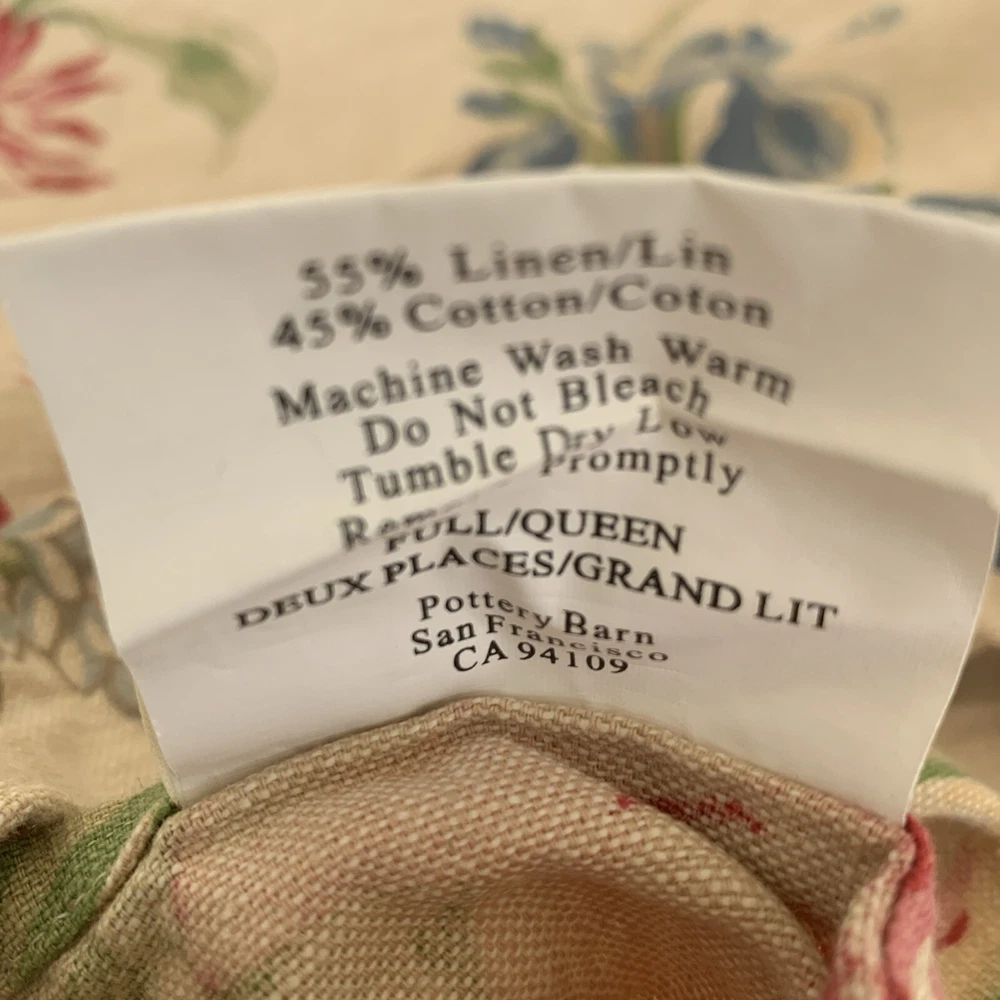 55% Linen/Lin
45% Cotton/Coton
Machine Wash Warm
Do Not Bleach
Tumble Dry Low
Promptly
FULL/QUEEN
DEUX PLACES/GRAND LIT
Pottery Barn
San Francisco
CA 94109